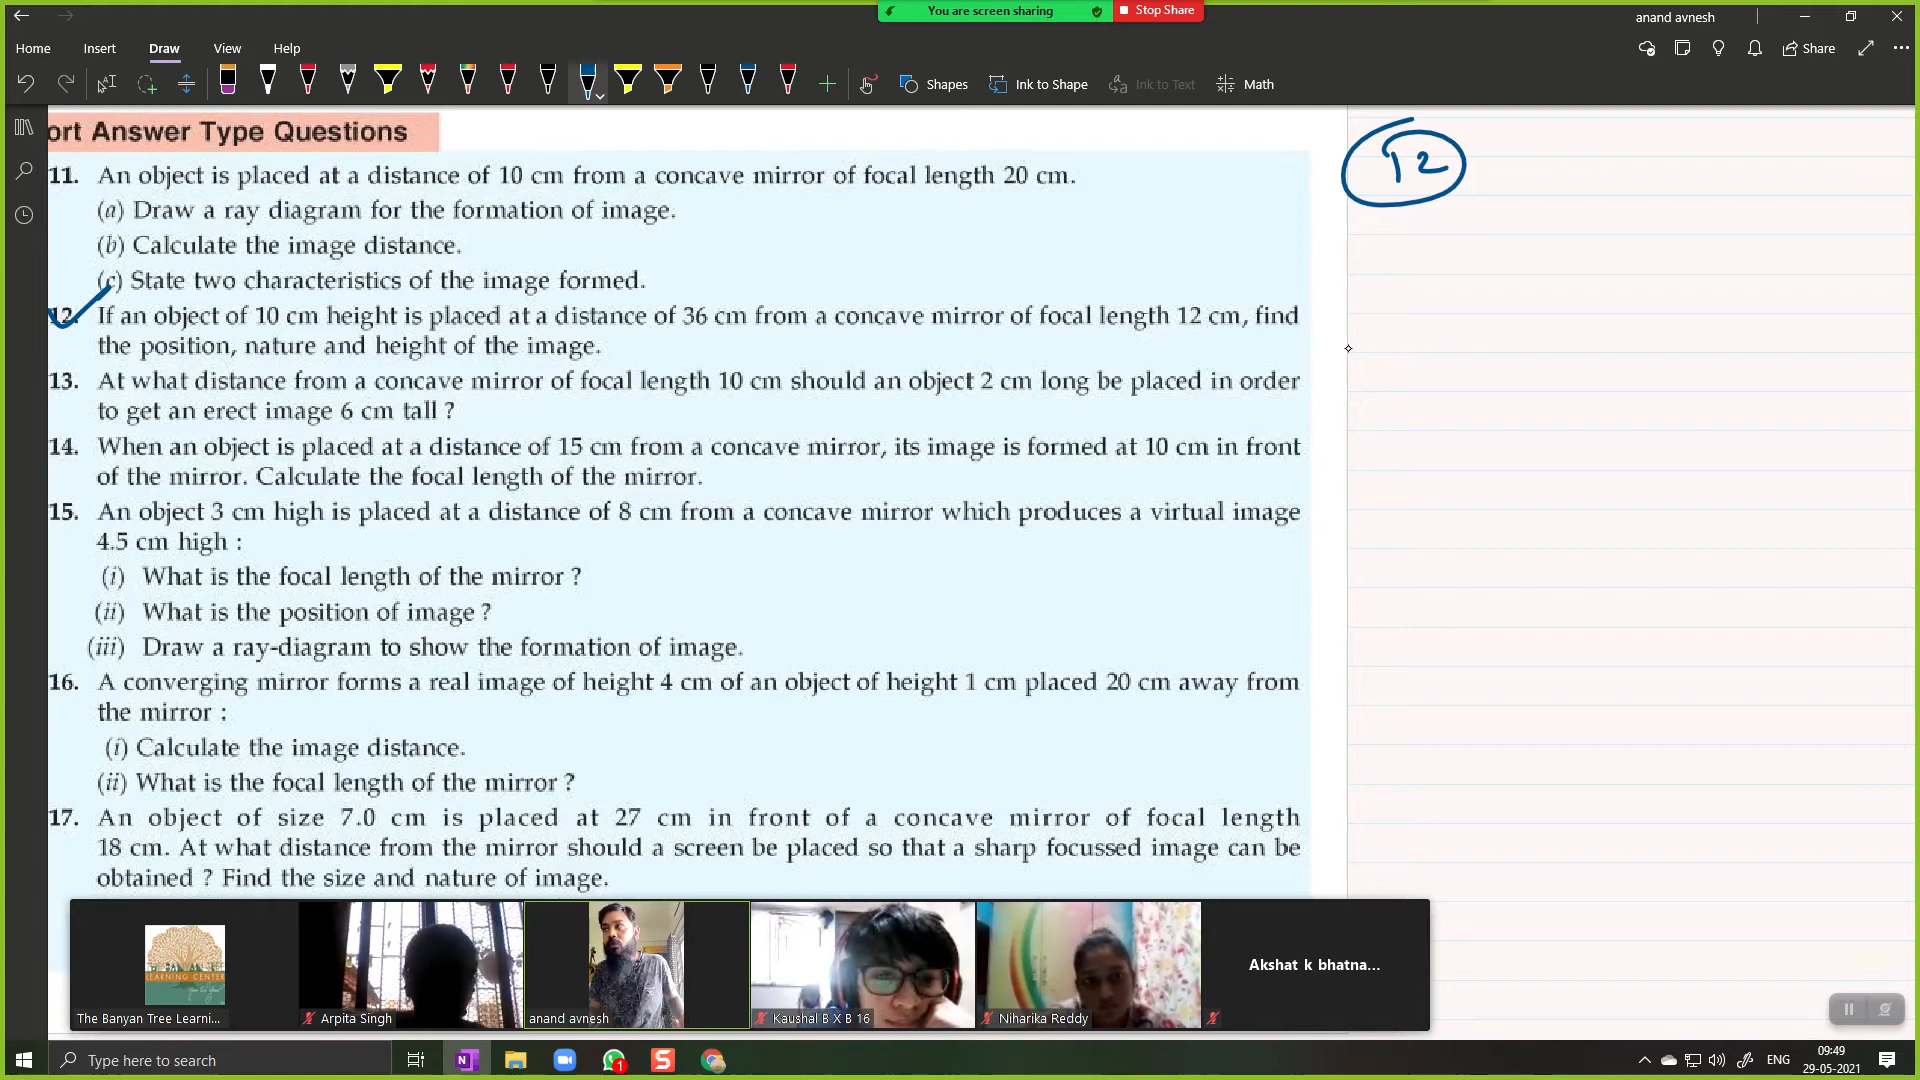 You are screen sharing
Stop Share
anand avnesh
Home Insert Draw View Help
Share
Shapes Ink to Shape Ink to Text Math
ort Answer Type Questions
12
11. An object is placed at a distance of 10 cm from a concave mirror of focal length 20 cm.
(a) Draw a ray diagram for the formation of image.
(b) Calculate the image distance.
(c) State two characteristics of the image formed.
12. If an object of 10 cm height is placed at a distance of 36 cm from a concave mirror of focal length 12 cm, find
the position, nature and height of the image.
13. At what distance from a concave mirror of focal length 10 cm should an object 2 cm long be placed in order
to get an erect image 6 cm tall ?
14. When an object is placed at a distance of 15 cm from a concave mirror, its image is formed at 10 cm in front
of the mirror. Calculate the focal length of the mirror.
15. An object 3 cm high is placed at a distance of 8 cm from a concave mirror which produces a virtual image
4.5 cm high :
(i) What is the focal length of the mirror ?
(ii) What is the position of image ?
(iii) Draw a ray-diagram to show the formation of image.
16. A converging mirror forms a real image of height 4 cm of an object of height 1 cm placed 20 cm away from
the mirror :
(i) Calculate the image distance.
(ii) What is the focal length of the mirror ?
17. An object of size 7.0 cm is placed at 27 cm in front of a concave mirror of focal length
18 cm. At what distance from the mirror should a screen be placed so that a sharp focussed image can be
obtained ? Find the size and nature of image.
LEARNING CENTER
Akshat k bhatna...
The Banyan Tree Learni...
Arpita Singh
anand avnesh
Kaushal B X B 16
Niharika Reddy
Type here to search
N
1
S
ENG
09:49
29-05-2021